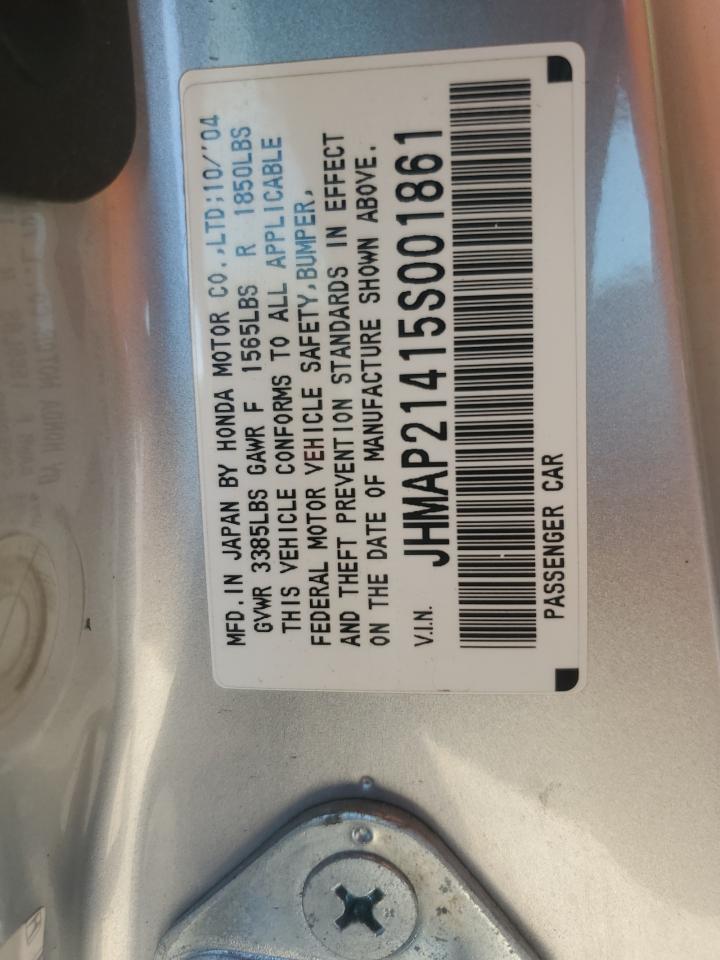 MFD.IN JAPAN BY HONDA MOTOR CO.,LTD;10/'04
GVWR 3385LBS GAWR F 1565LBS R 1850LBS
THIS VEHICLE CONFORMS TO ALL APPLICABLE
FEDERAL MOTOR VEHICLE SAFETY,BUMPER,
AND THEFT PREVENTION STANDARDS IN EFFECT
ON THE DATE OF MANUFACTURE SHOWN ABOVE.
V.I.N. JHMAP21415S001861
PASSENGER CAR